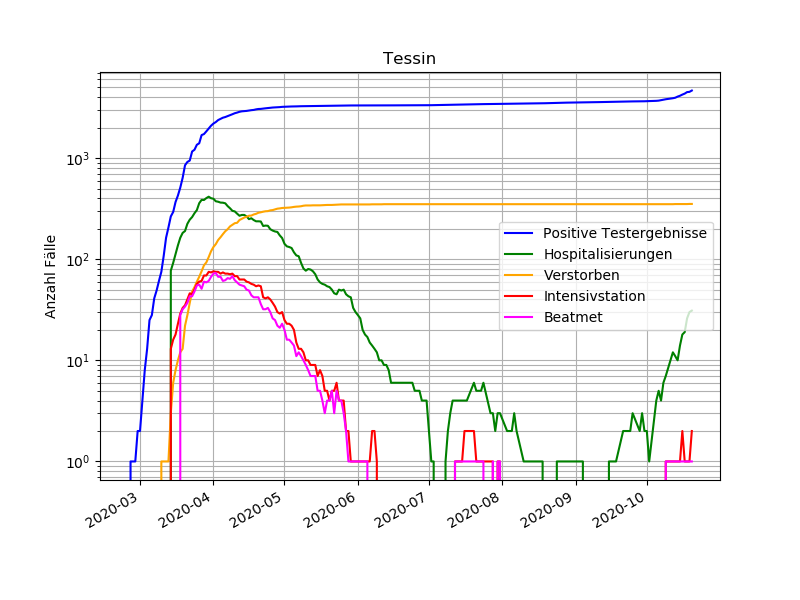 Tessin
Anzahl Fälle
10³
10²
10¹
10⁰
Positive Testergebnisse
Hospitalisierungen
Verstorben
Intensivstation
Beatmet
2020-03
2020-04
2020-05
2020-06
2020-07
2020-08
2020-09
2020-10